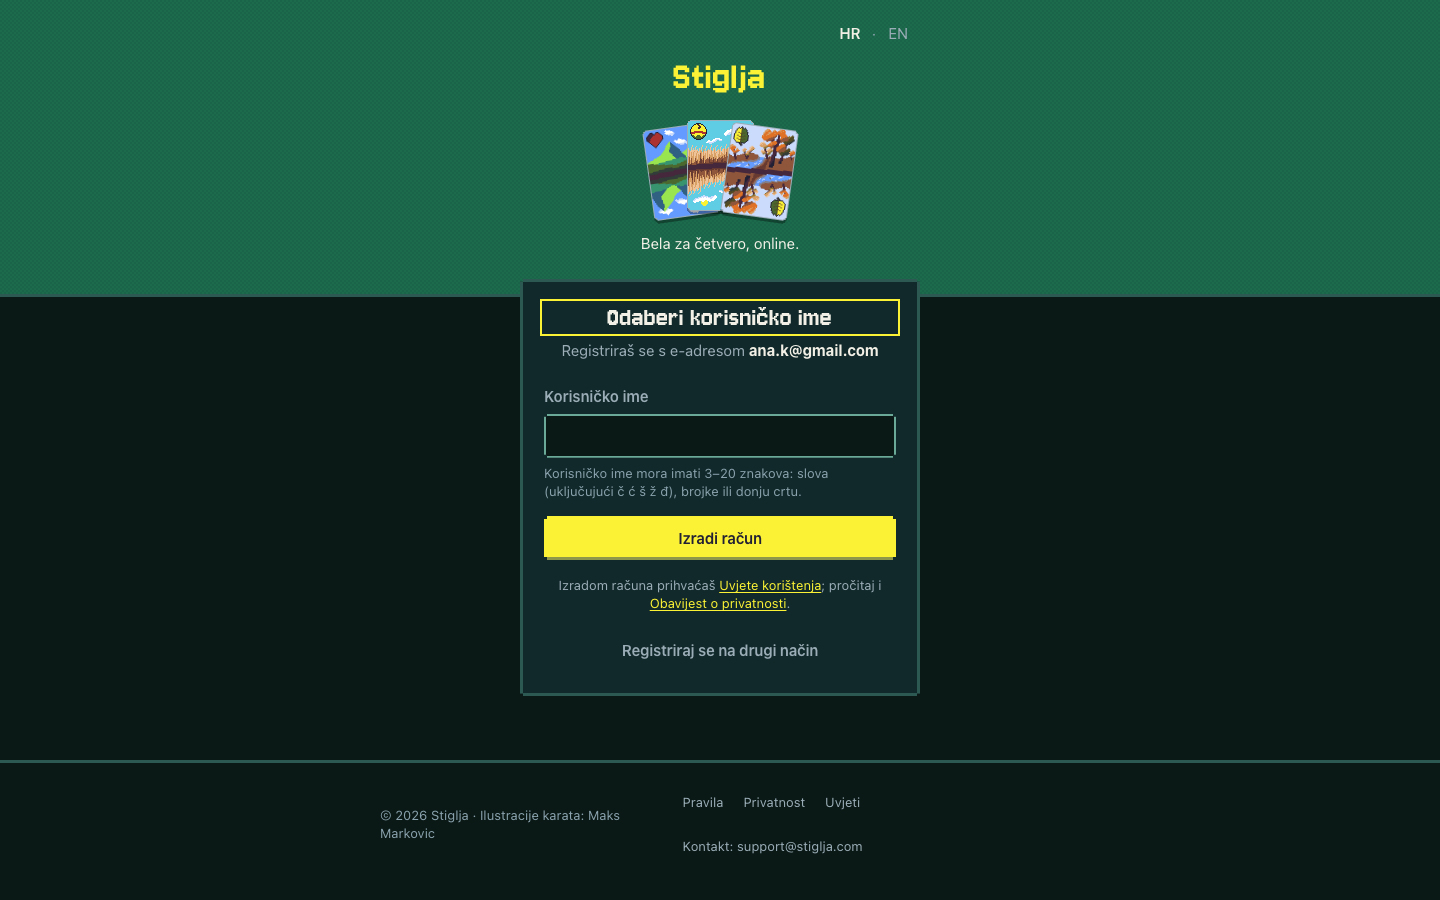 HR · EN
Stiglja
Bela za četvero, online.
Odaberi korisničko ime
Registriraš se s e-adresom ana.k@gmail.com
Korisničko ime
Korisničko ime mora imati 3–20 znakova: slova
(uključujući č ć š ž đ), brojke ili donju crtu.
Izradi račun
Izradom računa prihvaćaš Uvjete korištenja; pročitaj i
Obavijest o privatnosti.
Registriraj se na drugi način
© 2026 Stiglja · Ilustracije karata: Maks
Markovic
Pravila Privatnost Uvjeti
Kontakt: support@stiglja.com